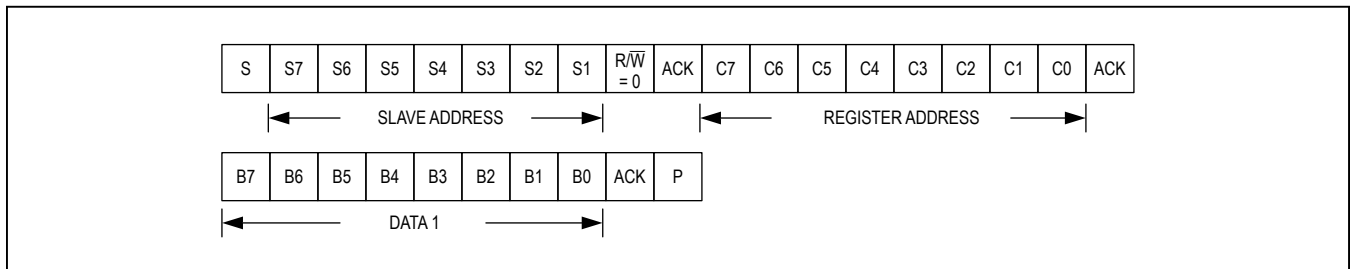 S S7 S6 S5 S4 S3 S2 S1 R/W̅ = 0 ACK C7 C6 C5 C4 C3 C2 C1 C0 ACK
SLAVE ADDRESS REGISTER ADDRESS
B7 B6 B5 B4 B3 B2 B1 B0 ACK P
DATA 1